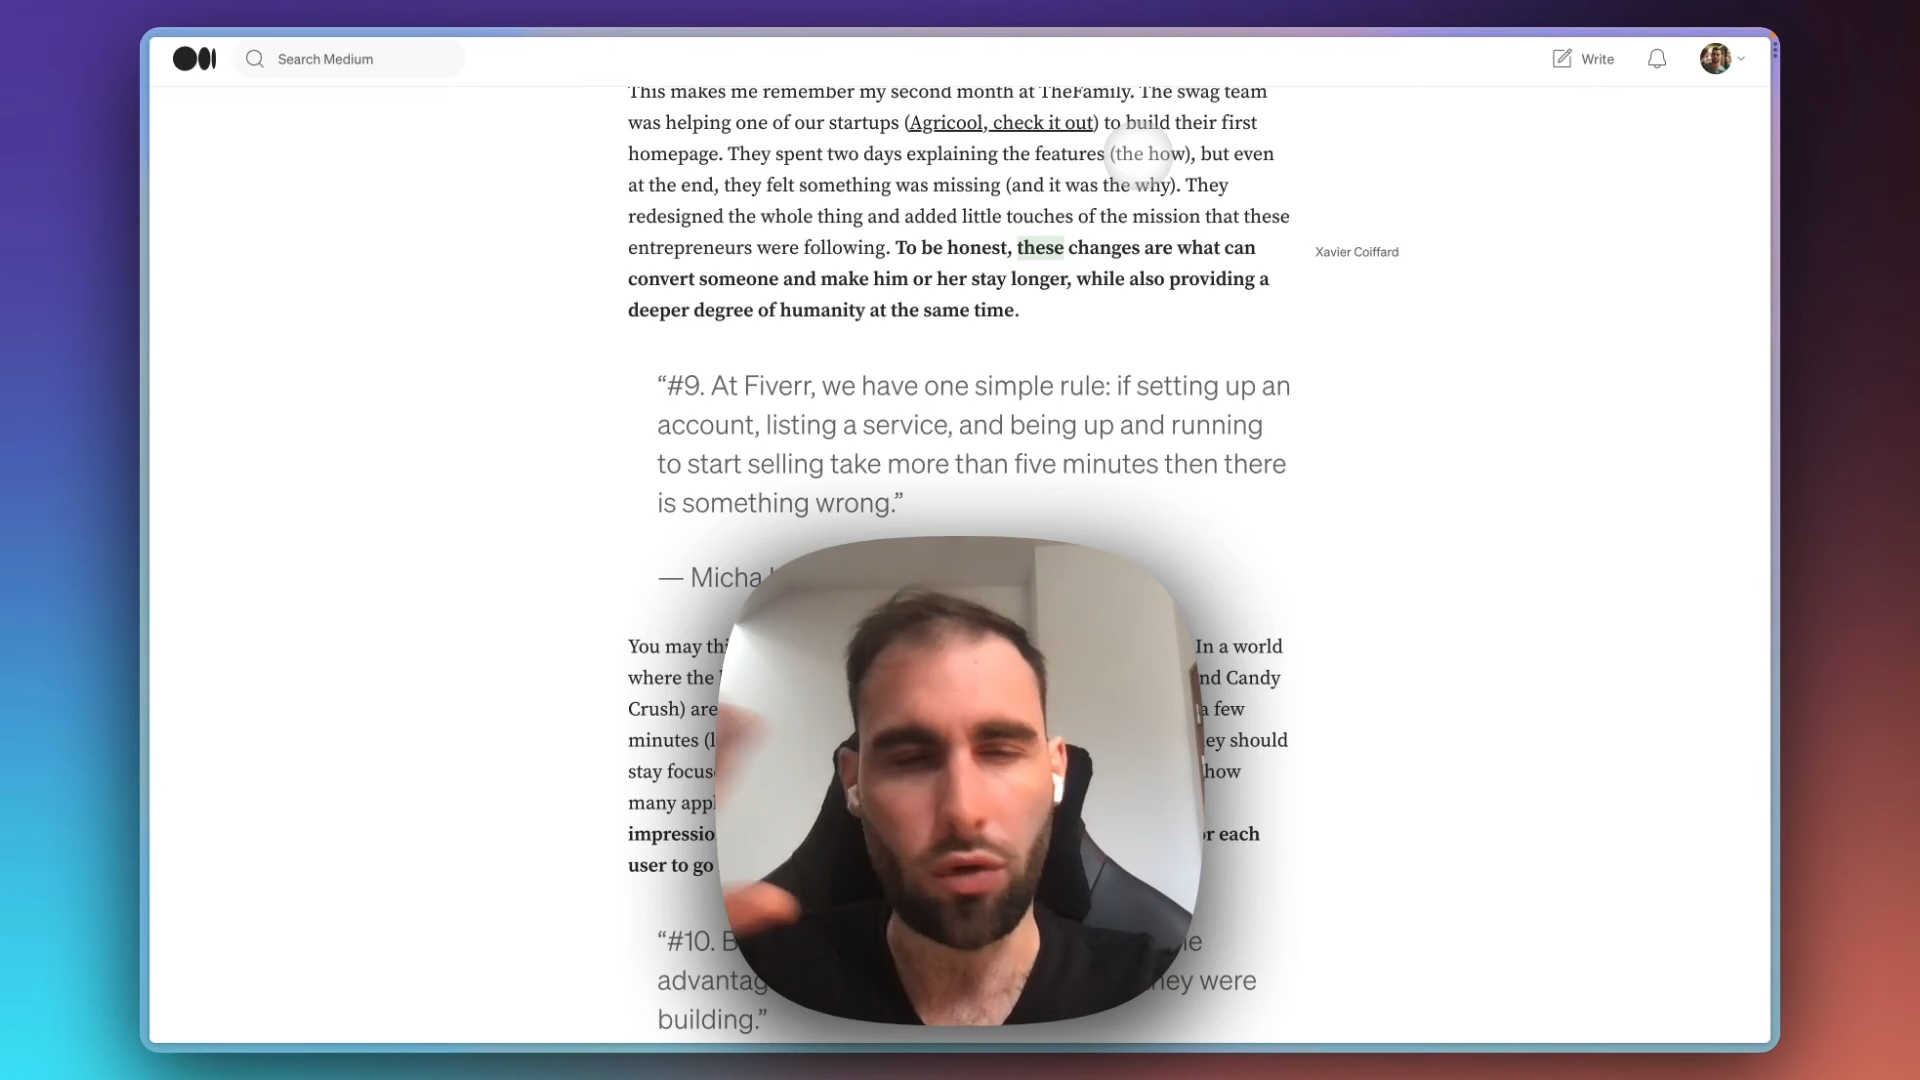 Search Medium
Write
This makes me remember my second month at TheFamily. The swag team
was helping one of our startups (Agricool, check it out) to build their first
homepage. They spent two days explaining the features (the how), but even
at the end, they felt something was missing (and it was the why). They
redesigned the whole thing and added little touches of the mission that these
entrepreneurs were following. To be honest, these changes are what can
Xavier Coiffard
convert someone and make him or her stay longer, while also providing a
deeper degree of humanity at the same time.
“#9. At Fiverr, we have one simple rule: if setting up an
account, listing a service, and being up and running
to start selling take more than five minutes then there
is something wrong.”
— Micha
You may In a world
where the Candy
Crush) are a few
minutes should
stay how
many
each
user to go
“#10.
they were
building.”